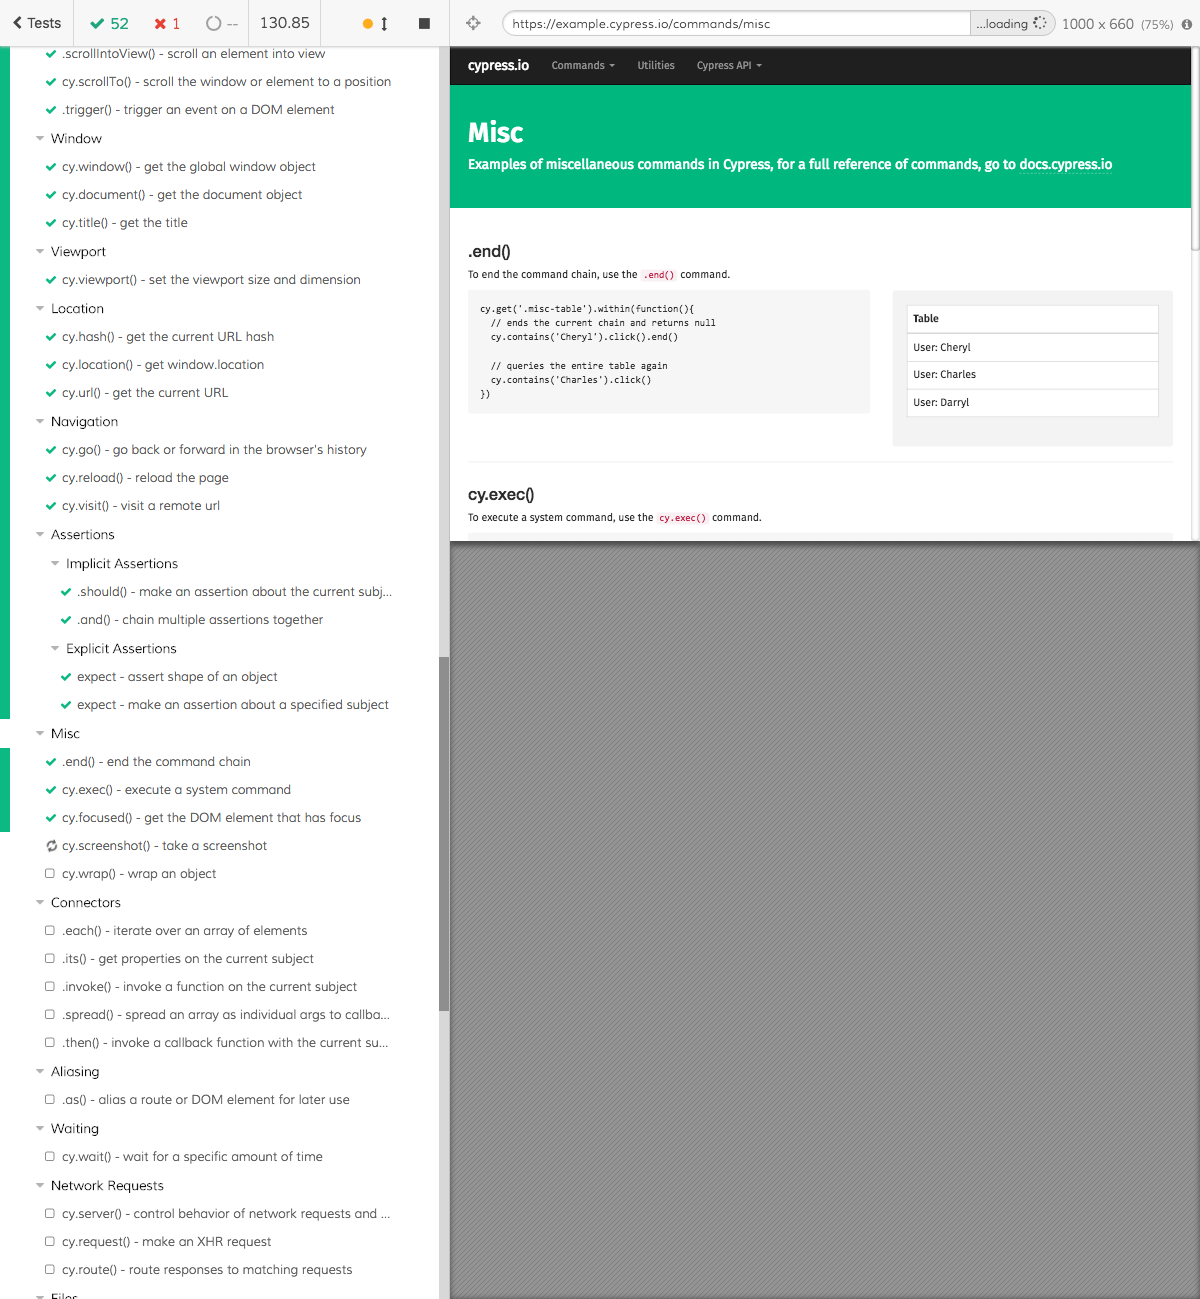 Tests 52 1 -- 130.85
.scrollIntoView() - scroll an element into view
cy.scrollTo() - scroll the window or element to a position
.trigger() - trigger an event on a DOM element
Window
cy.window() - get the global window object
cy.document() - get the document object
cy.title() - get the title
Viewport
cy.viewport() - set the viewport size and dimension
Location
cy.hash() - get the current URL hash
cy.location() - get window.location
cy.url() - get the current URL
Navigation
cy.go() - go back or forward in the browser's history
cy.reload() - reload the page
cy.visit() - visit a remote url
Assertions
Implicit Assertions
.should() - make an assertion about the current subj...
.and() - chain multiple assertions together
Explicit Assertions
expect - assert shape of an object
expect - make an assertion about a specified subject
Misc
.end() - end the command chain
cy.exec() - execute a system command
cy.focused() - get the DOM element that has focus
cy.screenshot() - take a screenshot
cy.wrap() - wrap an object
Connectors
.each() - iterate over an array of elements
.its() - get properties on the current subject
.invoke() - invoke a function on the current subject
.spread() - spread an array as individual args to callba...
.then() - invoke a callback function with the current su...
Aliasing
.as() - alias a route or DOM element for later use
Waiting
cy.wait() - wait for a specific amount of time
Network Requests
cy.server() - control behavior of network requests and ...
cy.request() - make an XHR request
cy.route() - route responses to matching requests
Files
https://example.cypress.io/commands/misc ...loading 1000 x 660 (75%)
cypress.io Commands Utilities Cypress API
Misc
Examples of miscellaneous commands in Cypress, for a full reference of commands, go to docs.cypress.io
.end()
To end the command chain, use the .end() command.
cy.get('.misc-table').within(function(){
// ends the current chain and returns null
cy.contains('Cheryl').click().end()
// queries the entire table again
cy.contains('Charles').click()
})
Table
User: Cheryl
User: Charles
User: Darryl
cy.exec()
To execute a system command, use the cy.exec() command.